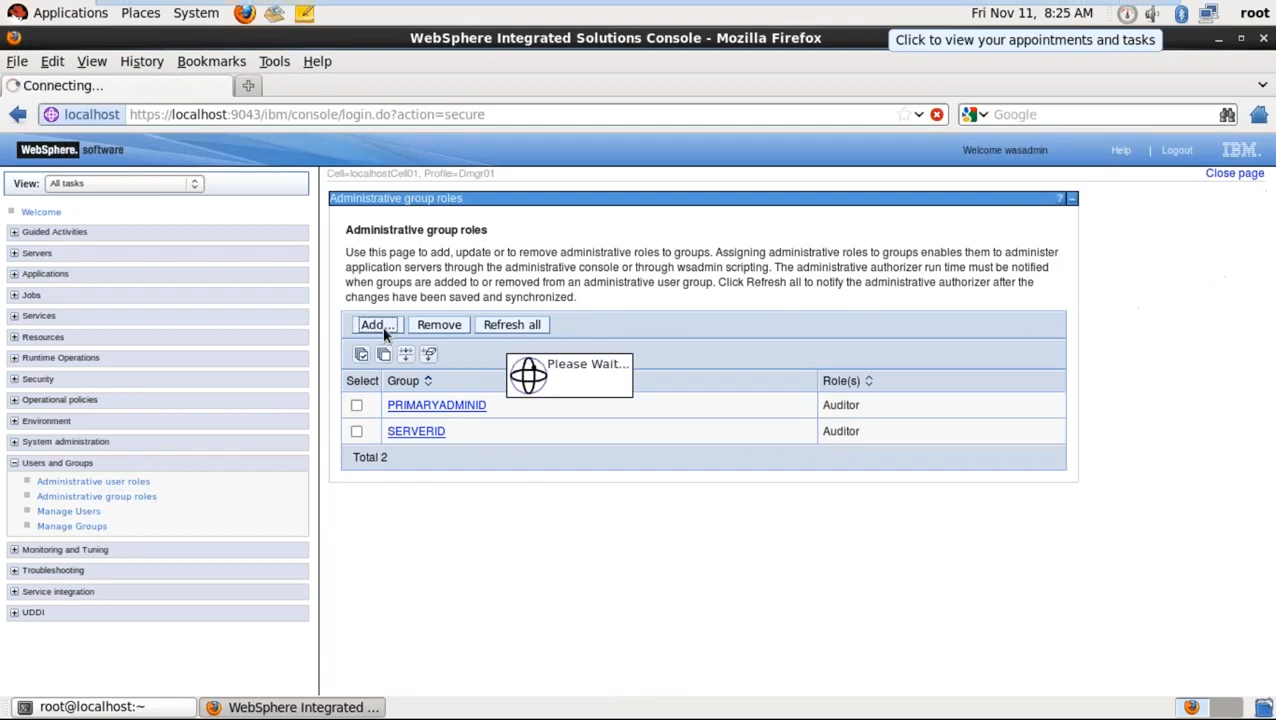 Applications Places System Fri Nov 11, 8:25 AM root
WebSphere Integrated Solutions Console - Mozilla Firefox
Click to view your appointments and tasks
File Edit View History Bookmarks Tools Help
Connecting...
localhost https://localhost:9043/ibm/console/login.do?action=secure Google
WebSphere. software Welcome wasadmin Help | Logout IBM.
View: All tasks
Welcome
Guided Activities
Servers
Applications
Jobs
Services
Resources
Runtime Operations
Security
Operational policies
Environment
System administration
Users and Groups
Administrative user roles
Administrative group roles
Manage Users
Manage Groups
Monitoring and Tuning
Troubleshooting
Service integration
UDDI
Cell=localhostCell01, Profile=Dmgr01 Close page
Administrative group roles ? –
Administrative group roles
Use this page to add, update or to remove administrative roles to groups. Assigning administrative roles to groups enables them to administer
application servers through the administrative console or through wsadmin scripting. The administrative authorizer run time must be notified
when groups are added to or removed from an administrative user group. Click Refresh all to notify the administrative authorizer after the
changes have been saved and synchronized.
Add... Remove Refresh all
Please Wait...
Select Group Role(s)
PRIMARYADMINID Auditor
SERVERID Auditor
Total 2
root@localhost:~ WebSphere Integrated ...